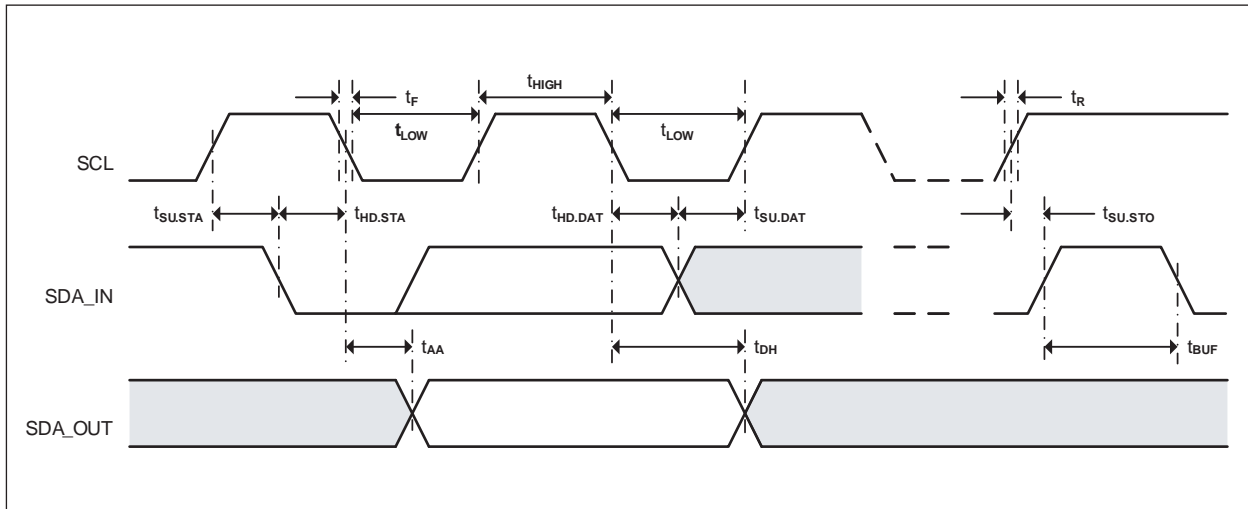 tHIGH
tF
tR
tLOW
tLOW
SCL
tSU.STA
tHD.STA
tHD.DAT
tSU.DAT
tSU.STO
SDA_IN
tAA
tDH
tBUF
SDA_OUT